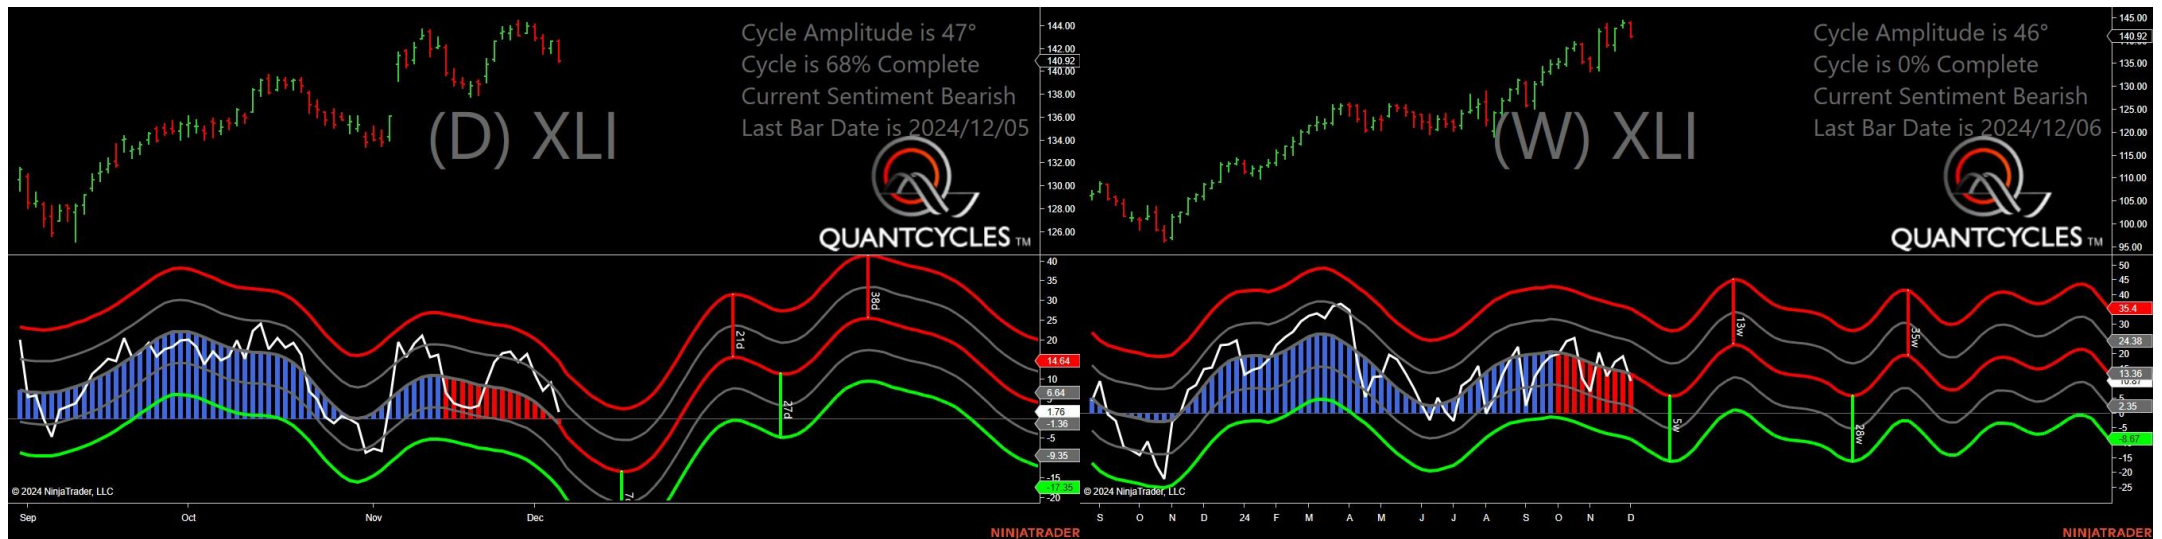 Cycle Amplitude is 47°
Cycle is 68% Complete
Current Sentiment Bearish
Last Bar Date is 2024/12/05
(D) XLI
QUANTCYCLES TM
144.00
142.00
140.92
140.00
138.00
136.00
134.00
132.00
130.00
128.00
126.00
40
35
30
25
20
14.64
10
6.64
1.76
-1.36
-5
-9.35
-15
-17.35
-20
21d
38d
27d
© 2024 NinjaTrader, LLC
Sep Oct Nov Dec
NINJATRADER
Cycle Amplitude is 46°
Cycle is 0% Complete
Current Sentiment Bearish
Last Bar Date is 2024/12/06
(W) XLI
QUANTCYCLES TM
145.00
140.92
135.00
130.00
125.00
120.00
115.00
110.00
105.00
100.00
95.00
50
45
40
35.4
30
24.38
20
13.36
10.87
5
2.35
-5
-8.67
-15
-20
-25
13w
35w
5w
28w
© 2024 NinjaTrader, LLC
S O N D 24 F M A M J J A S O N D
NINJATRADER